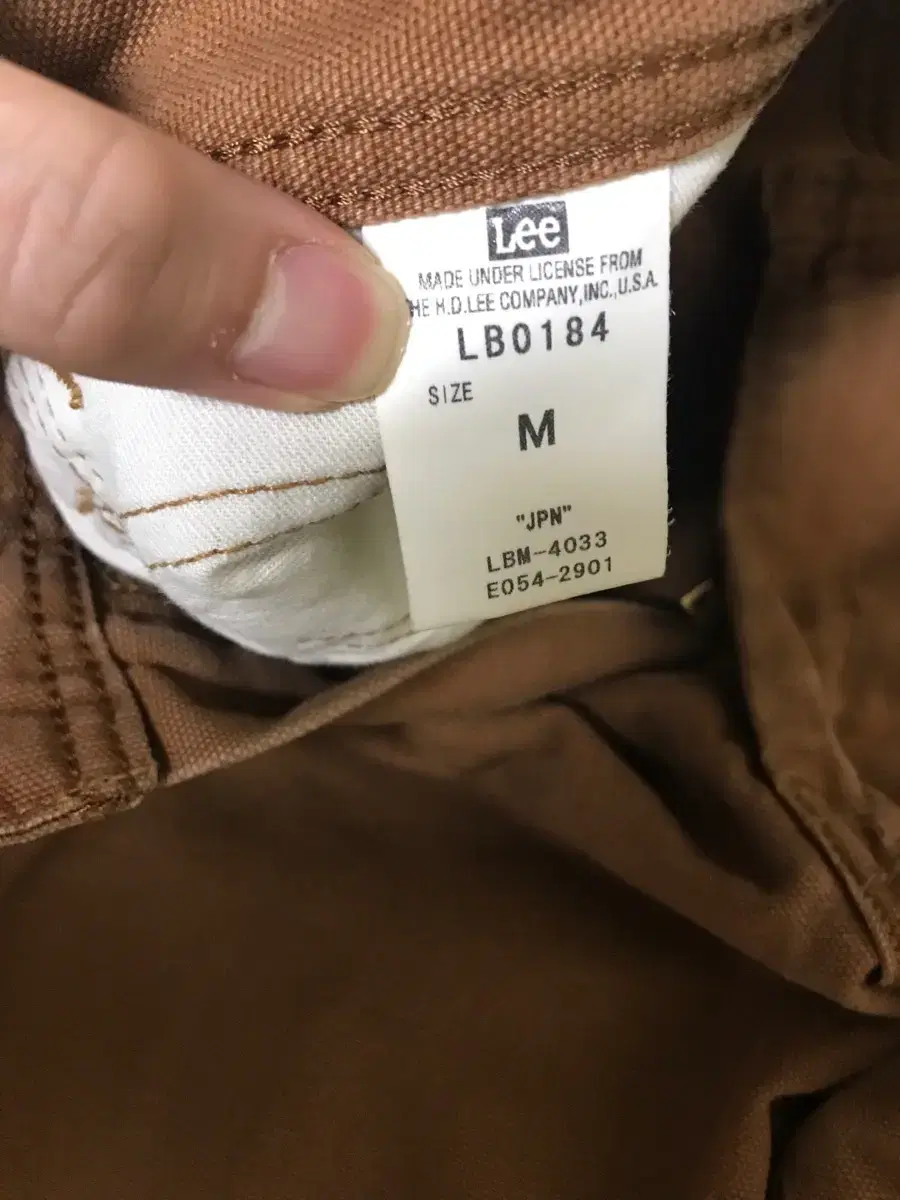 Lee
MADE UNDER LICENSE FROM
HE H.D.LEE COMPANY,INC.,U.S.A.
LB0184
SIZE
M
"JPN"
LBM-4033
E054-2901